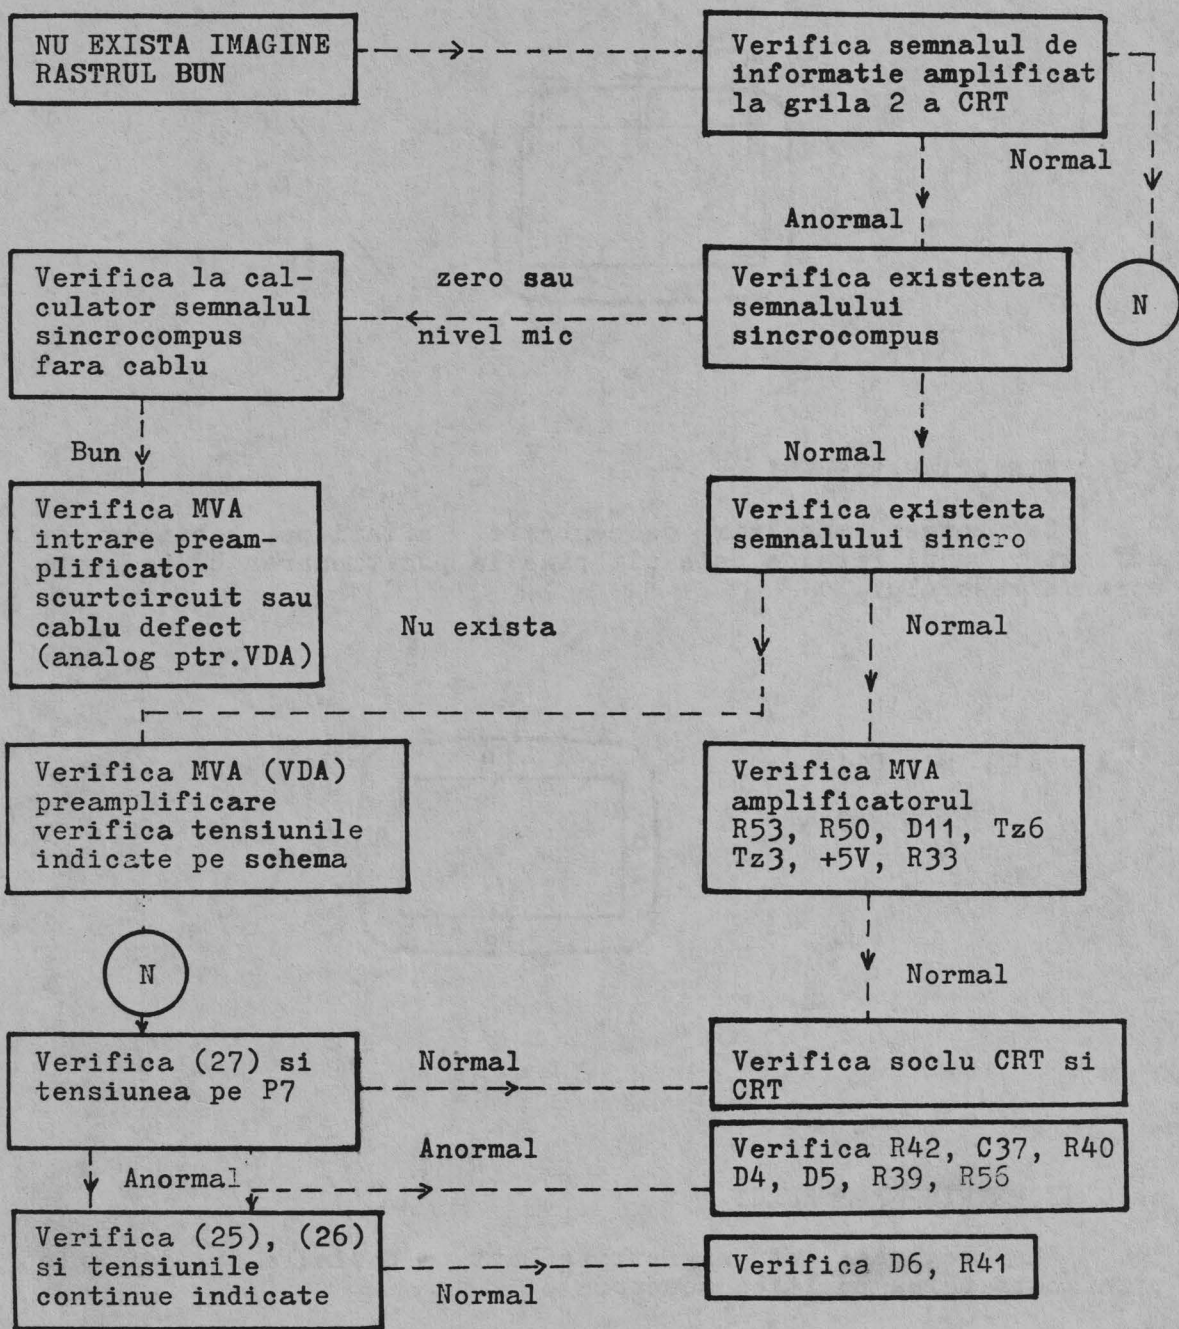 NU EXISTA IMAGINE
RASTRUL BUN
Verifica semnalul de
informatie amplificat
la grila 2 a CRT
Normal
Anormal
Verifica la cal-
culator semnalul
sincrocompus
fara cablu
zero sau
nivel mic
Verifica existenta
semnalului
sincrocompus
N
Bun
Normal
Verifica MVA
intrare pream-
plificator
scurtcircuit sau
cablu defect
(analog ptr.VDA)
Verifica existenta
semnalului sincro
Nu exista
Normal
Verifica MVA (VDA)
preamplificare
verifica tensiunile
indicate pe schema
Verifica MVA
amplificatorul
R53, R50, D11, Tz6
Tz3, +5V, R33
N
Normal
Verifica (27) si
tensiunea pe P7
Normal
Verifica soclu CRT si
CRT
Anormal
Anormal
Verifica R42, C37, R40
D4, D5, R39, R56
Verifica (25), (26)
si tensiunile
continue indicate
Normal
Verifica D6, R41